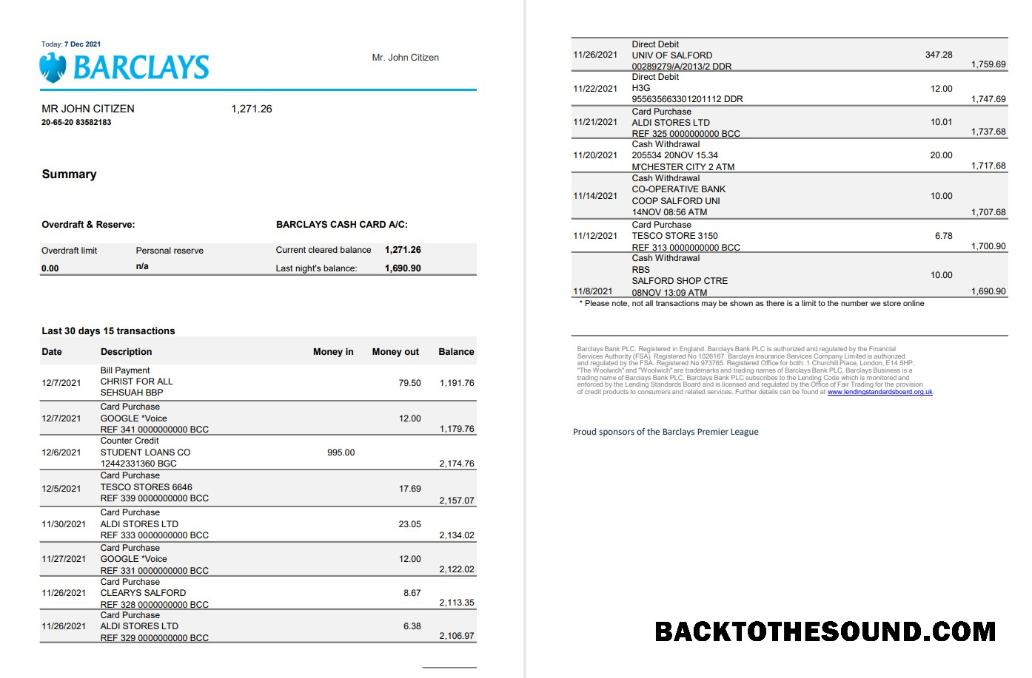 Today: 7 Dec 2021
BARCLAYS
Mr. John Citizen
MR JOHN CITIZEN 1,271.26
20-65-20 83582183
Summary
Overdraft & Reserve: BARCLAYS CASH CARD A/C:
Overdraft limit Personal reserve Current cleared balance 1,271.26
0.00 n/a Last night's balance: 1,690.90
Last 30 days 15 transactions
Date Description Money in Money out Balance
Bill Payment
12/7/2021 CHRIST FOR ALL 79.50 1,191.76
SEHSUAH BBP
Card Purchase
12/7/2021 GOOGLE *Voice 12.00
REF 341 0000000000 BCC 1,179.76
Counter Credit
12/6/2021 STUDENT LOANS CO 995.00
12442331360 BGC 2,174.76
Card Purchase
12/5/2021 TESCO STORES 6646 17.69
REF 339 0000000000 BCC 2,157.07
Card Purchase
11/30/2021 ALDI STORES LTD 23.05
REF 333 0000000000 BCC 2,134.02
Card Purchase
11/27/2021 GOOGLE *Voice 12.00
REF 331 0000000000 BCC 2,122.02
Card Purchase
11/26/2021 CLEARYS SALFORD 8.67
REF 328 0000000000 BCC 2,113.35
Card Purchase
11/26/2021 ALDI STORES LTD 6.38
REF 329 0000000000 BCC 2,106.97
Direct Debit
11/26/2021 UNIV OF SALFORD 347.28
00289279/A/2013/2 DDR 1,759.69
Direct Debit
11/22/2021 H3G 12.00
955635663301201112 DDR 1,747.69
Card Purchase
11/21/2021 ALDI STORES LTD 10.01
REF 325 0000000000 BCC 1,737.68
Cash Withdrawal
11/20/2021 205534 20NOV 15.34 20.00
M'CHESTER CITY 2 ATM 1,717.68
Cash Withdrawal
CO-OPERATIVE BANK
11/14/2021 COOP SALFORD UNI 10.00
14NOV 08:56 ATM 1,707.68
Card Purchase
11/12/2021 TESCO STORE 3150 6.78
REF 313 0000000000 BCC 1,700.90
Cash Withdrawal
RBS 10.00
SALFORD SHOP CTRE
11/8/2021 08NOV 13:09 ATM 1,690.90
* Please note, not all transactions may be shown as there is a limit to the number we store online
Barclays Bank PLC. Registered in England. Barclays Bank PLC is authorized and regulated by the Financial
Services Authority (FSA). Registered No 1026167. Barclays Insurance Services Company Limited is authorized
and regulated by the FSA. Registered No 973765. Registered Office for both: 1 Churchill Place, London, E14 5HP.
"The Woolwich" and "Woolwich" are trademarks and trading names of Barclays Bank PLC. Barclays Business is a
trading name of Barclays Bank PLC. Barclays Bank PLC subscribes to the Lending Code which is monitored and
enforced by the Lending Standards Board and is licensed and regulated by the Office of Fair Trading for the provision
of credit products to consumers and related services. Further details can be found at www.lendingstandardsboard.org.uk.
Proud sponsors of the Barclays Premier League
BACKTOTHESOUND.COM